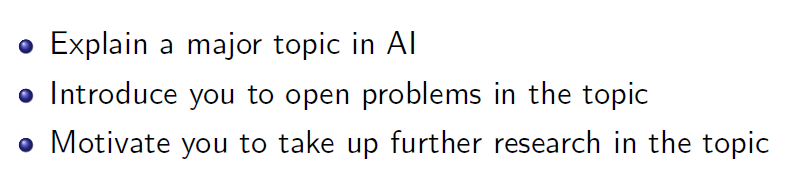 Explain a major topic in AI
Introduce you to open problems in the topic
Motivate you to take up further research in the topic